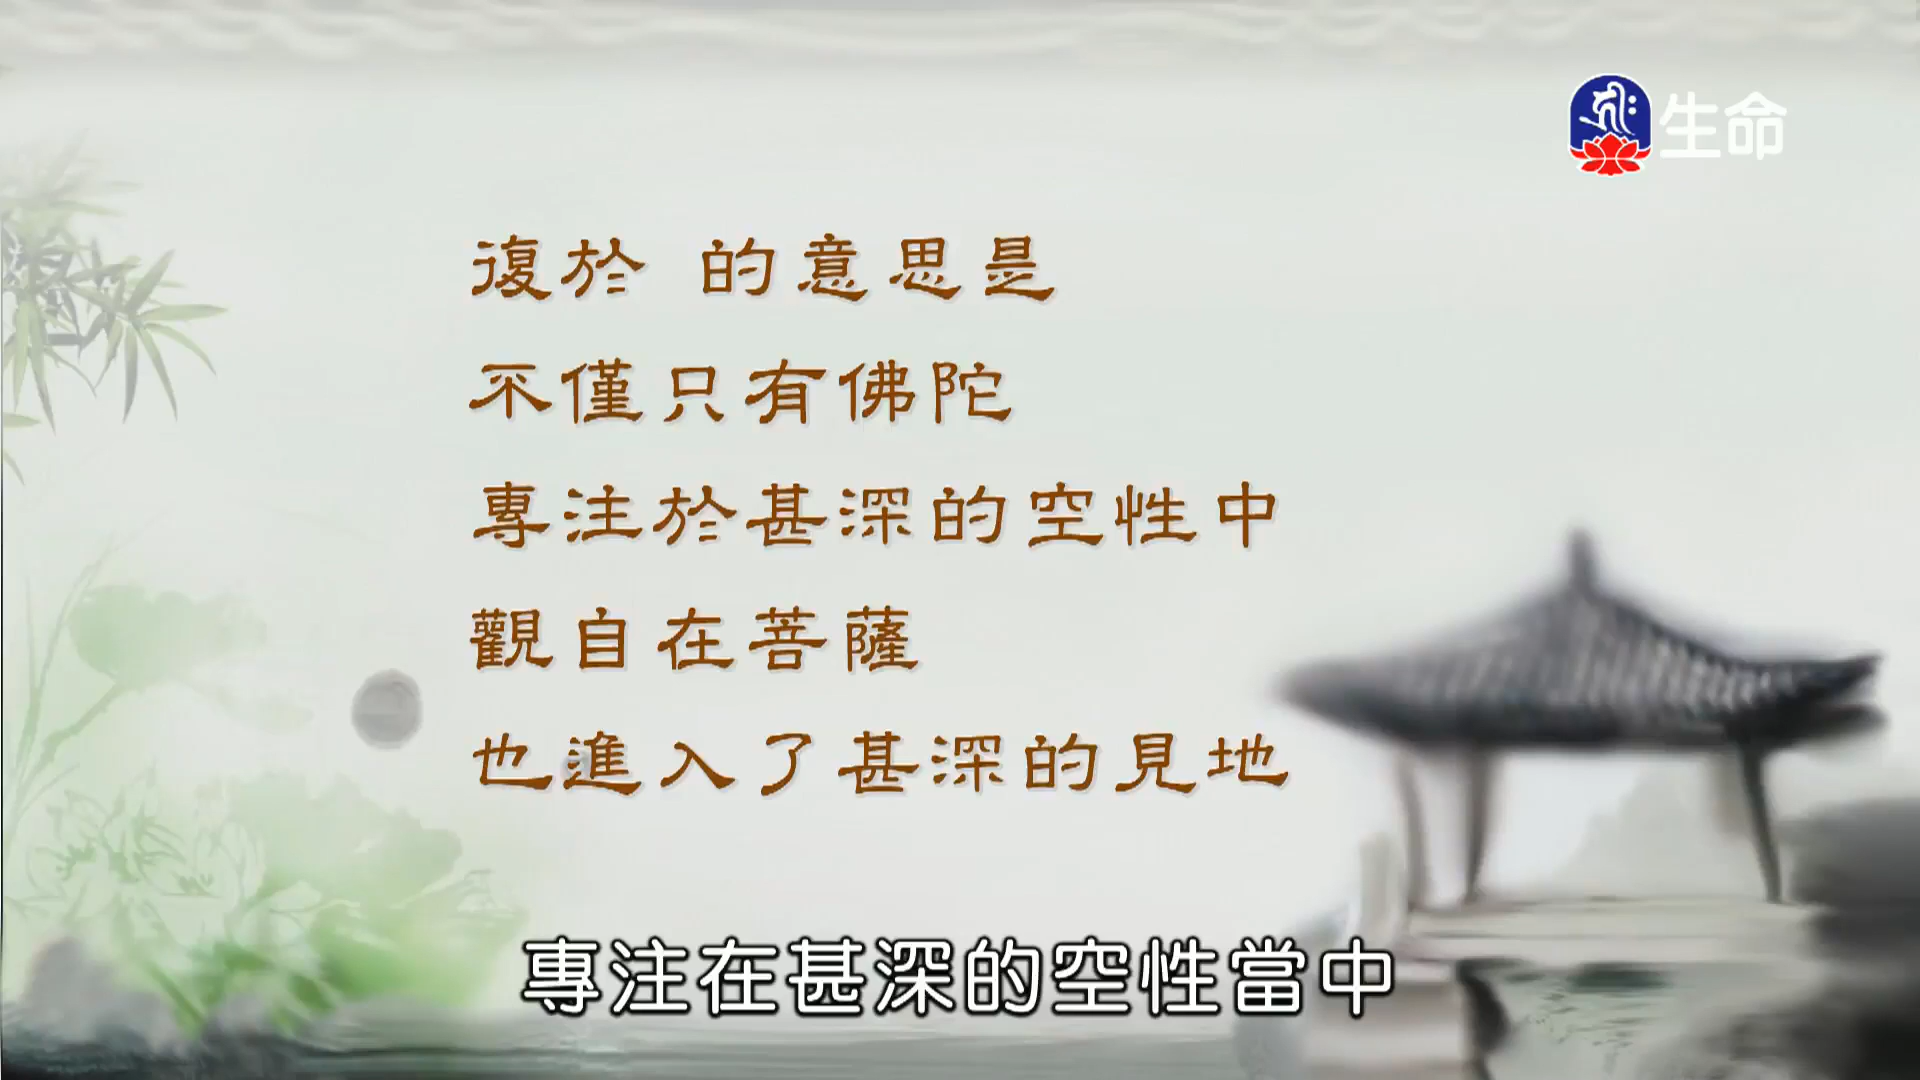 生命
復於 的意思是
不僅只有佛陀
專注於甚深的空性中
觀自在菩薩
也進入了甚深的見地
專注在甚深的空性當中